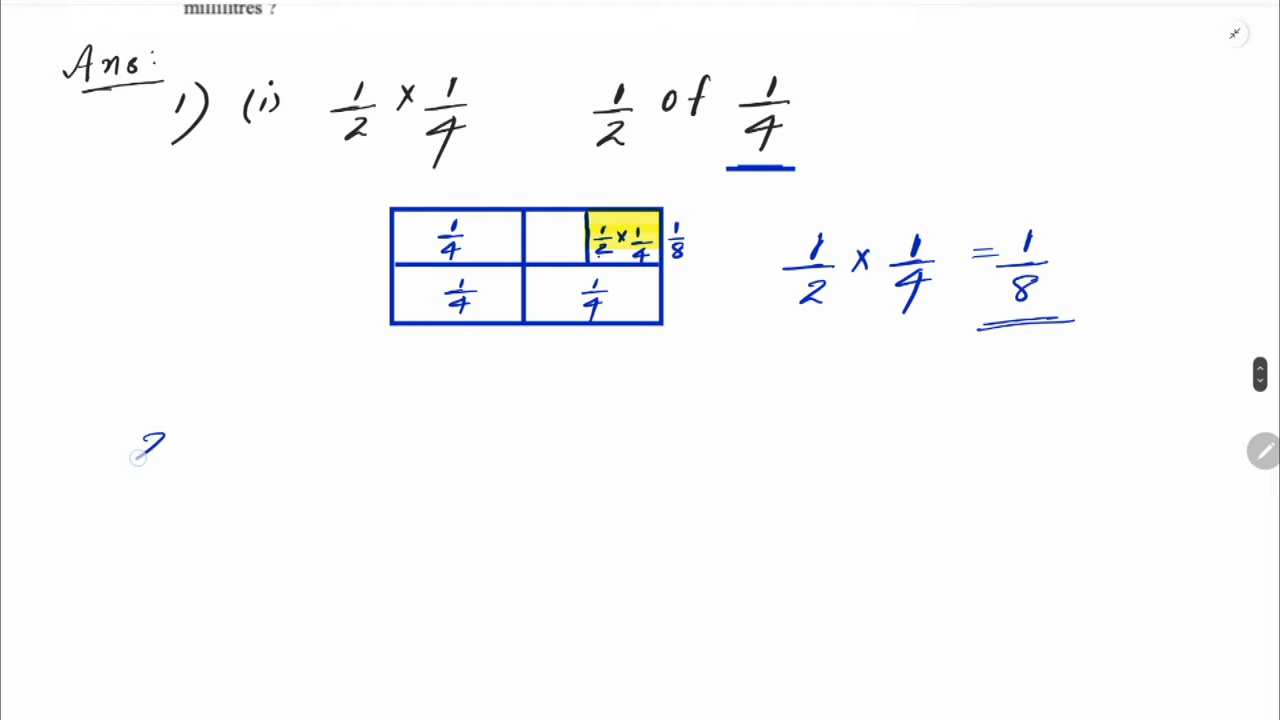 millilitres ?
Ans:
1) (i) 1/2 × 1/4 1/2 of 1/4
1/4 1/2 × 1/4 1/8
1/4 1/4
1/2 × 1/4 = 1/8
2